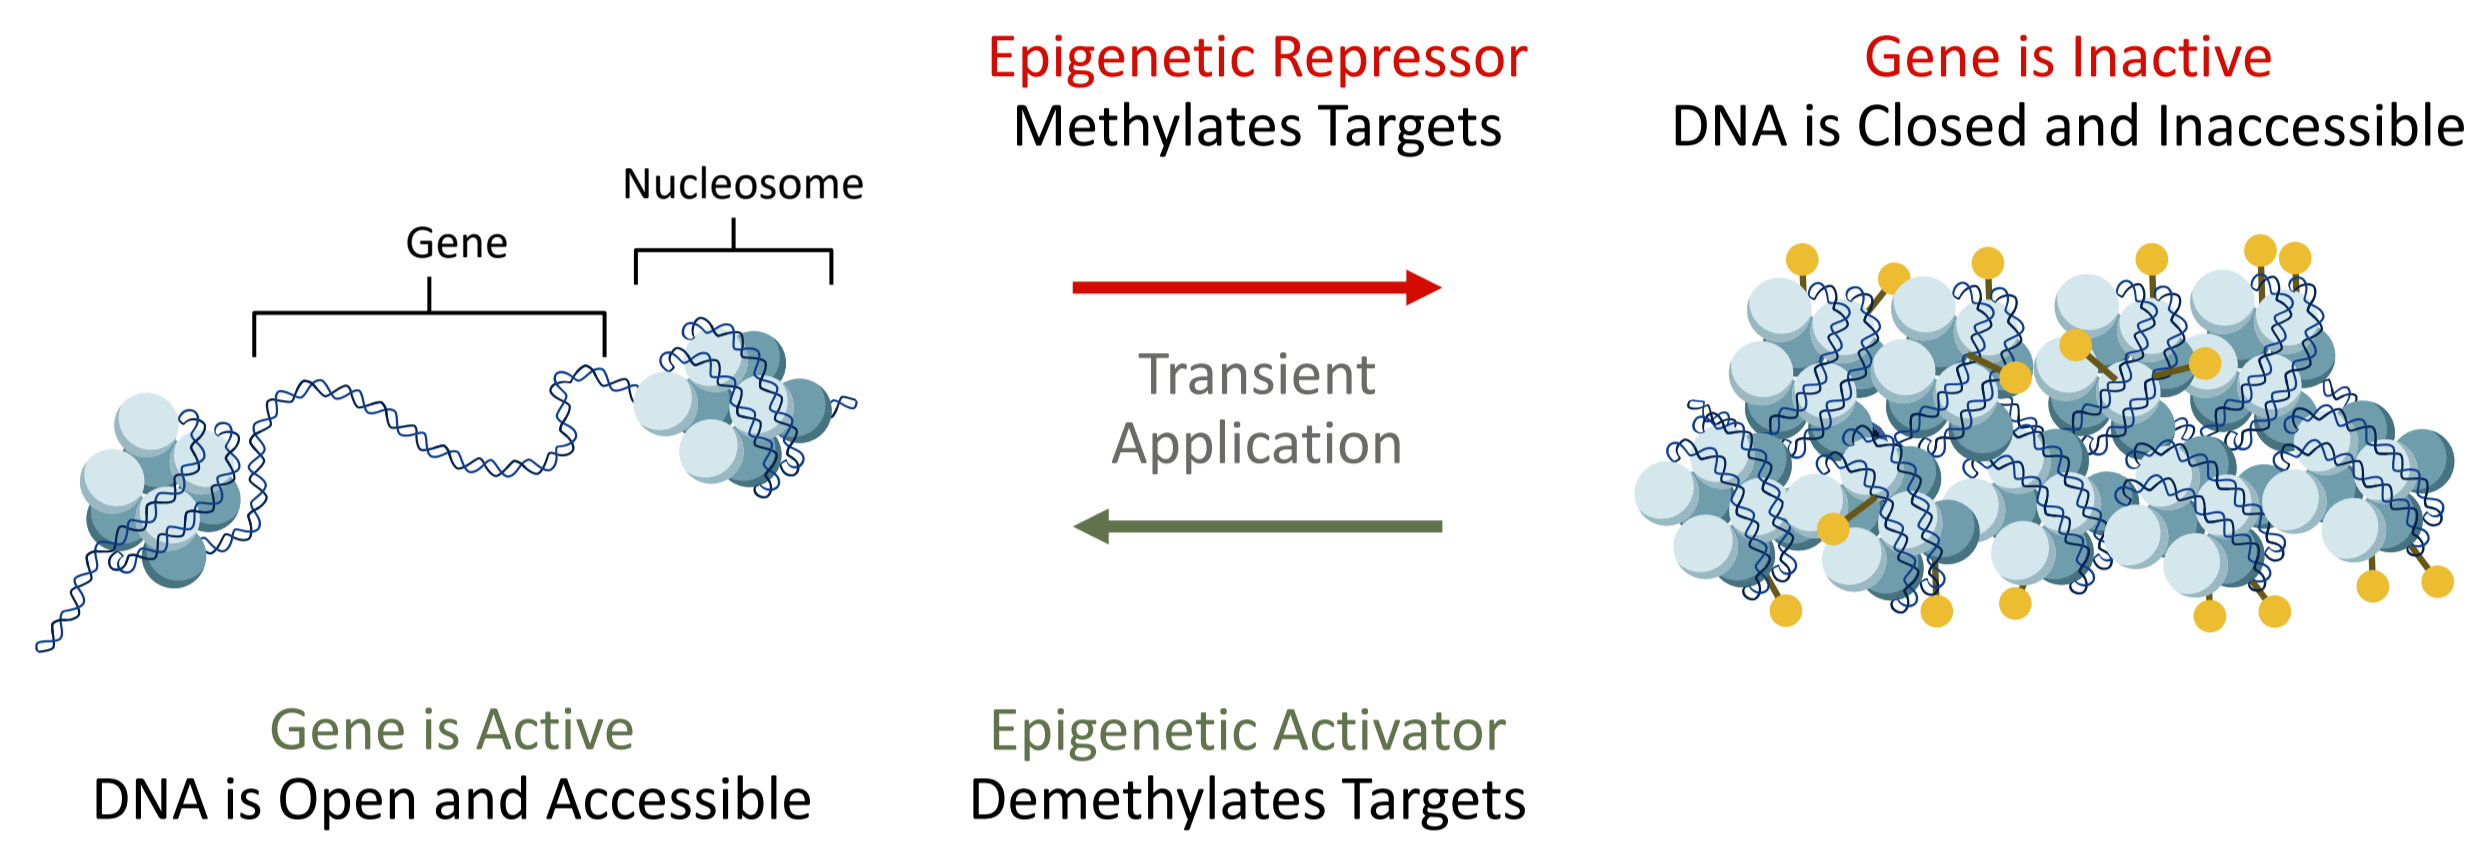 Epigenetic Repressor
Methylates Targets
Gene is Inactive
DNA is Closed and Inaccessible
Nucleosome
Gene
Transient
Application
Gene is Active
DNA is Open and Accessible
Epigenetic Activator
Demethylates Targets